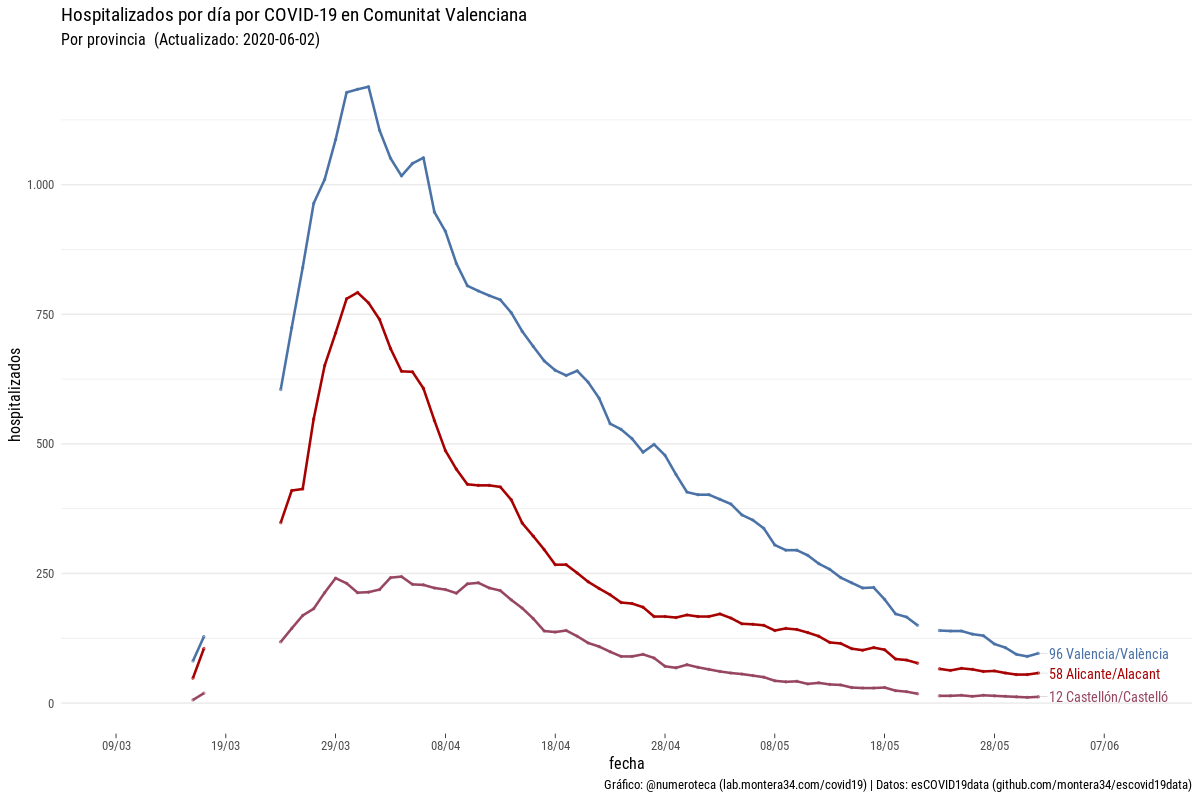 Hospitalizados por día por COVID-19 en Comunitat Valenciana
Por provincia  (Actualizado: 2020-06-02)
hospitalizados
1.000
750
500
250
0
96 Valencia/València
58 Alicante/Alacant
12 Castellón/Castelló
09/03
19/03
29/03
08/04
18/04
28/04
08/05
18/05
28/05
07/06
fecha
Gráfico: @numeroteca (lab.montera34.com/covid19) | Datos: esCOVID19data (github.com/montera34/escovid19data)